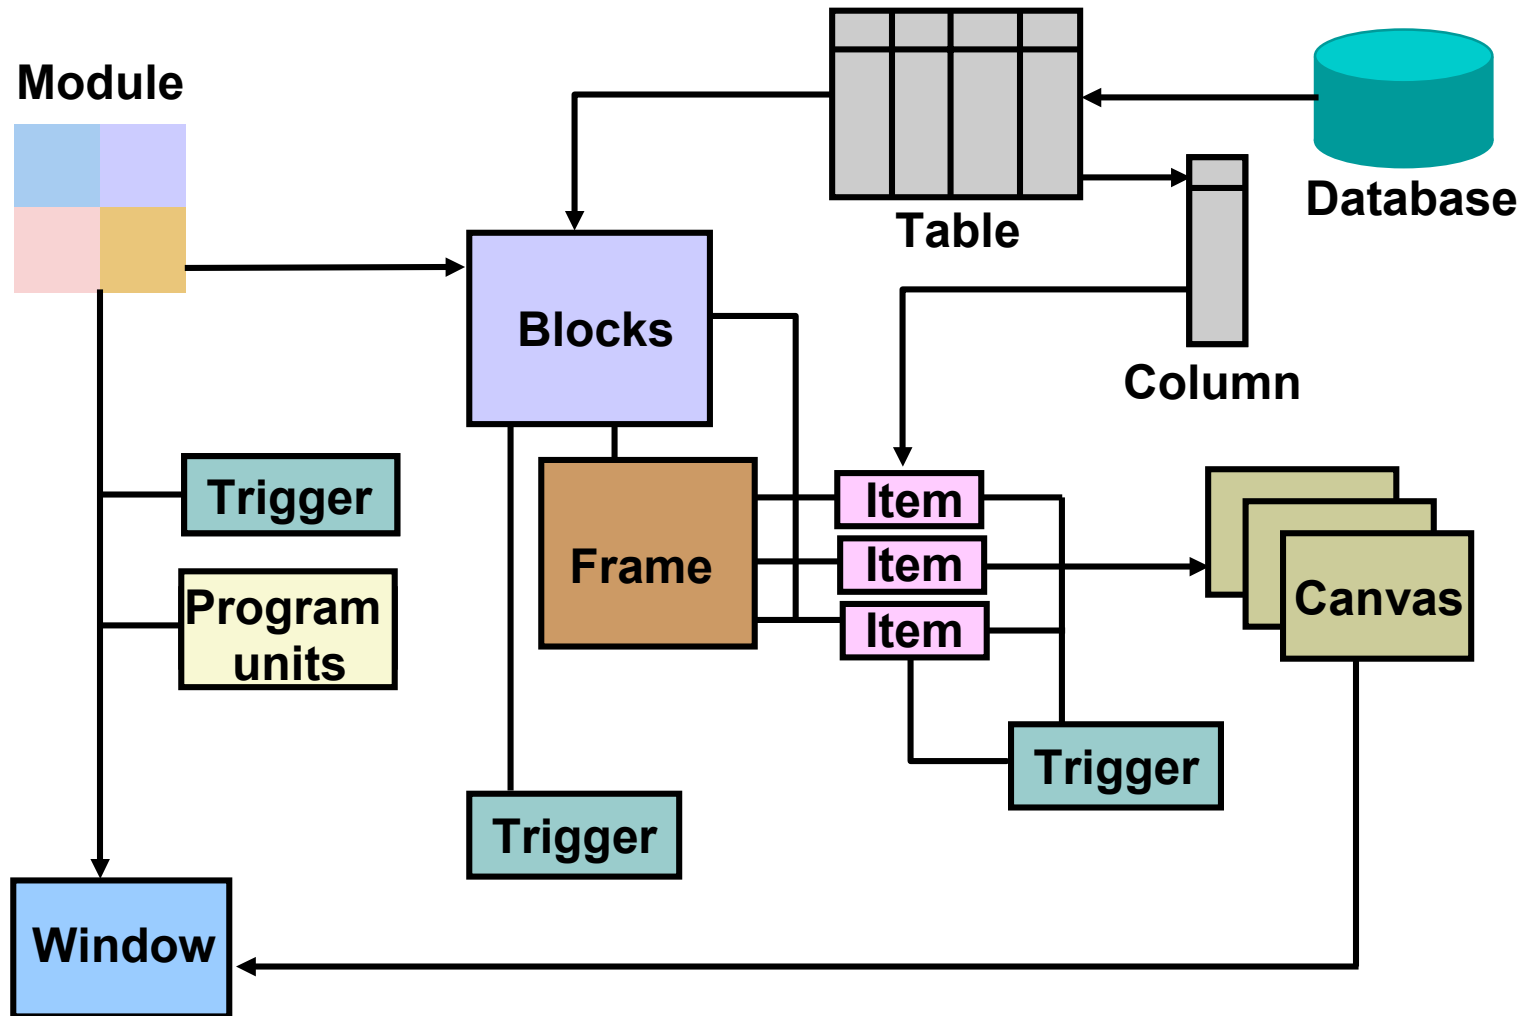 Module
Database
Table
Blocks
Column
Trigger
Item
Frame
Item
Canvas
Program
units
Item
Trigger
Trigger
Window